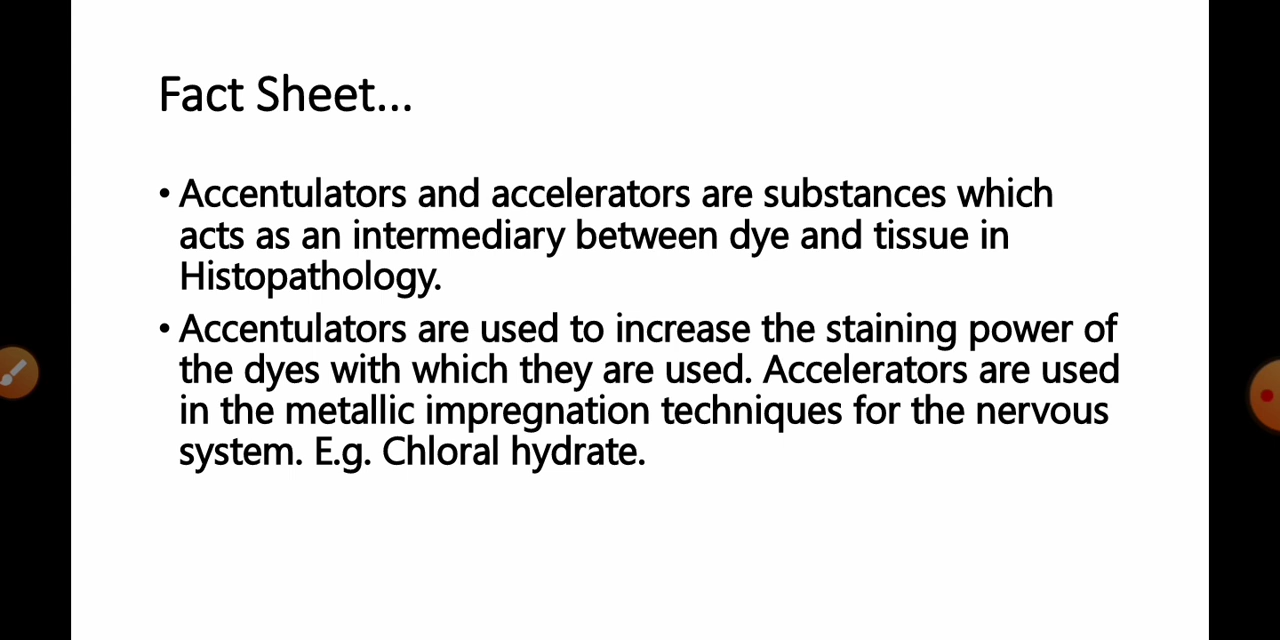 Fact Sheet...
• Accentulators and accelerators are substances which
acts as an intermediary between dye and tissue in
Histopathology.
• Accentulators are used to increase the staining power of
the dyes with which they are used. Accelerators are used
in the metallic impregnation techniques for the nervous
system. E.g. Chloral hydrate.